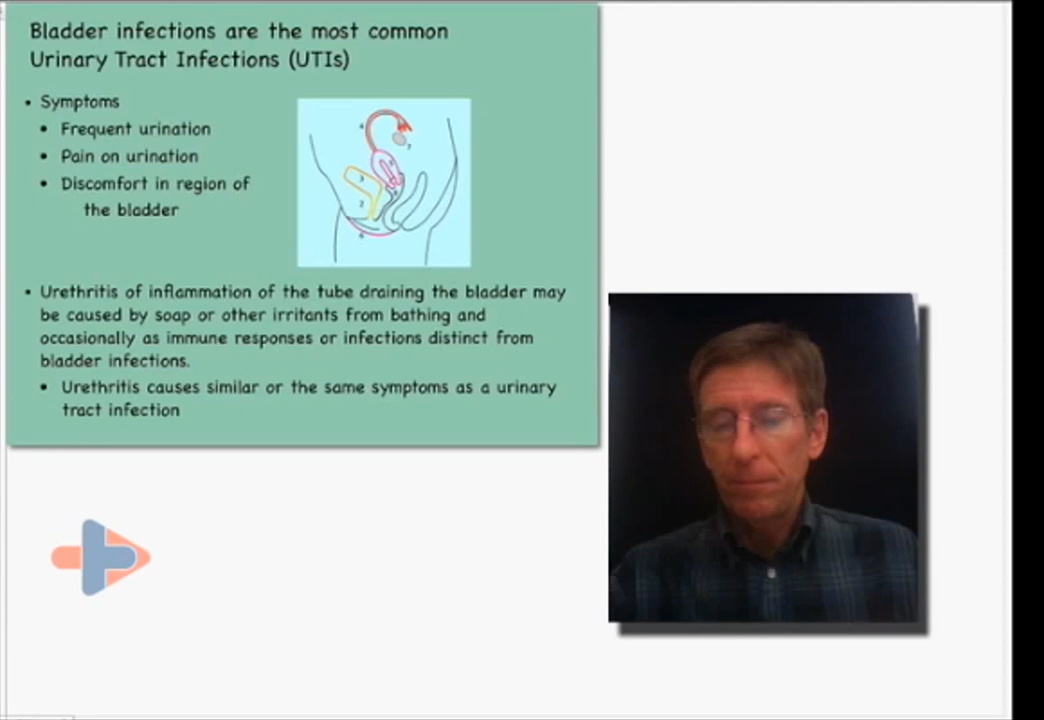 Bladder infections are the most common
Urinary Tract Infections (UTIs)
• Symptoms
• Frequent urination
• Pain on urination
• Discomfort in region of
the bladder
• Urethritis of inflammation of the tube draining the bladder may
be caused by soap or other irritants from bathing and
occasionally as immune responses or infections distinct from
bladder infections.
• Urethritis causes similar or the same symptoms as a urinary
tract infection